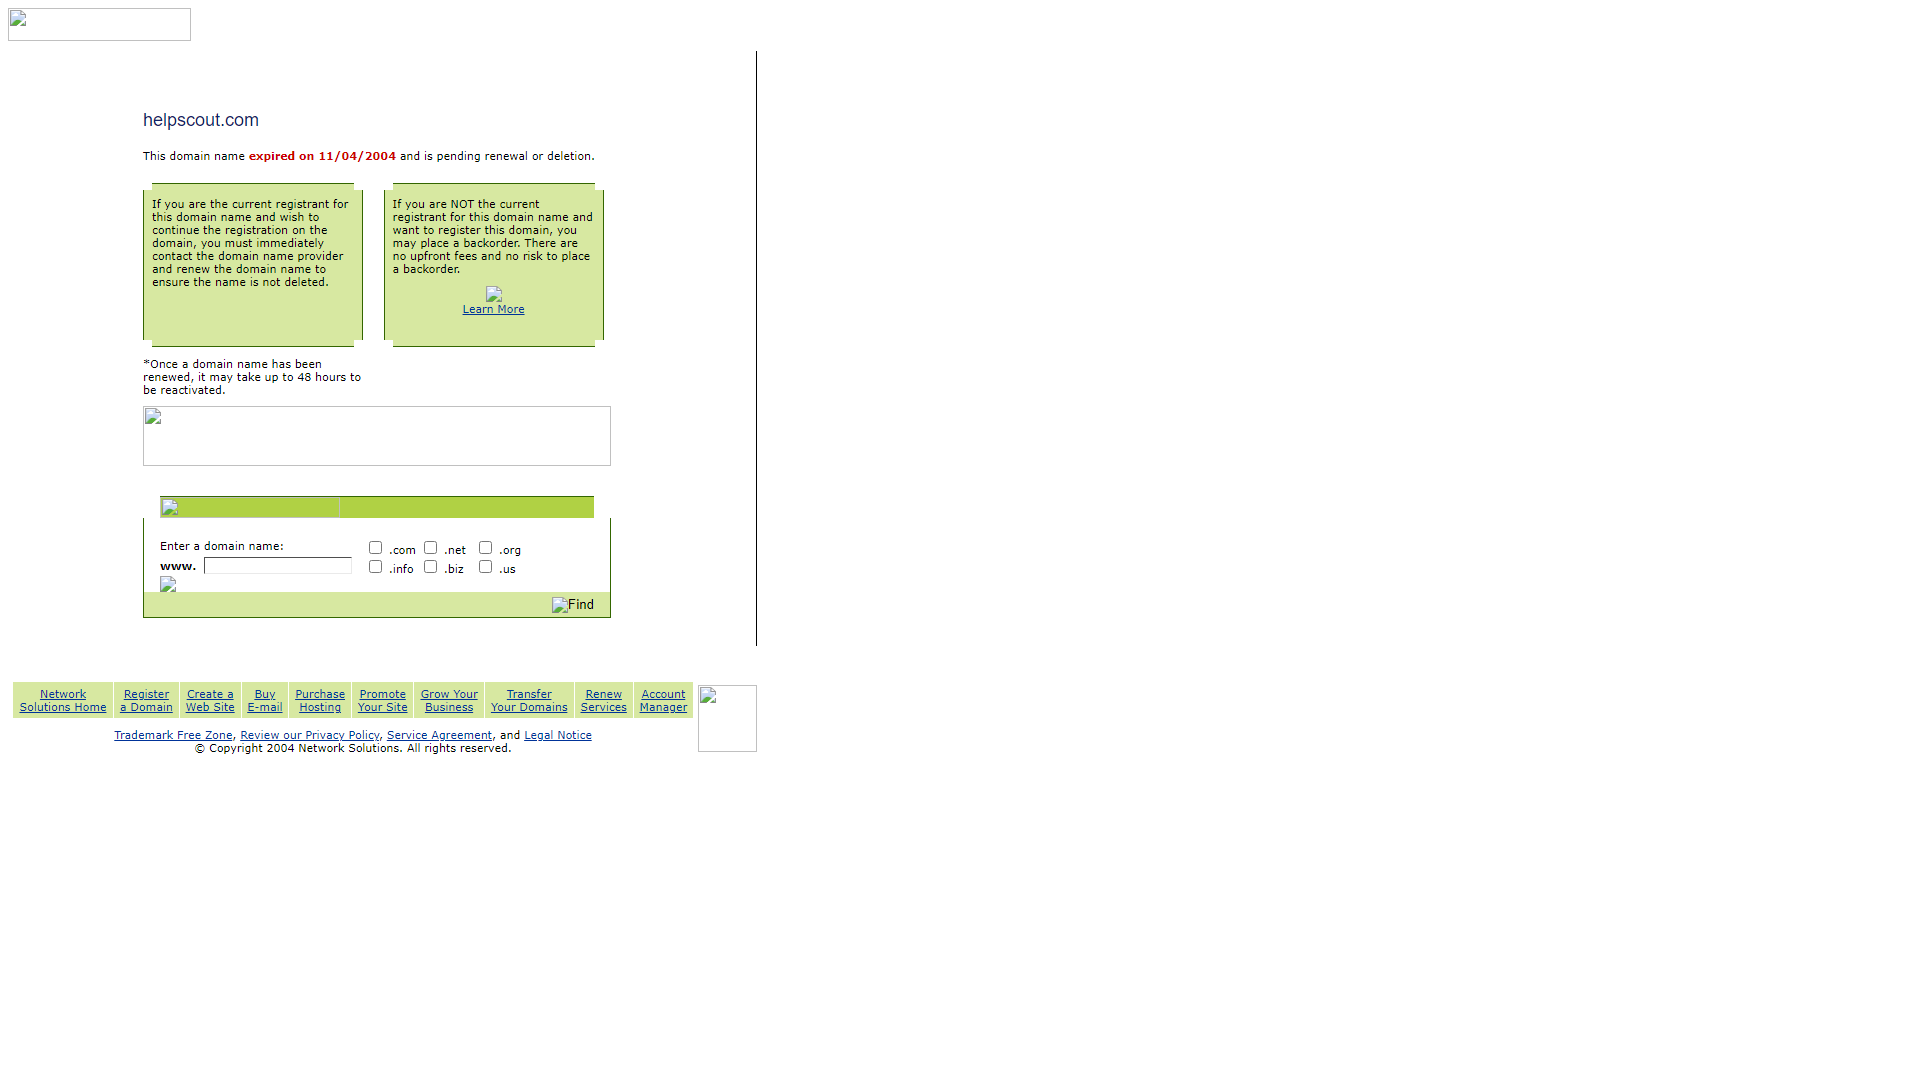 helpscout.com
This domain name expired on 11/04/2004 and is pending renewal or deletion.
If you are the current registrant for
this domain name and wish to
continue the registration on the
domain, you must immediately
contact the domain name provider
and renew the domain name to
ensure the name is not deleted.
If you are NOT the current
registrant for this domain name and
want to register this domain, you
may place a backorder. There are
no upfront fees and no risk to place
a backorder.
Learn More
*Once a domain name has been
renewed, it may take up to 48 hours to
be reactivated.
Enter a domain name:
www.
.com .net .org
.info .biz .us
Find
Network
Solutions Home
Register
a Domain
Create a
Web Site
Buy
E-mail
Purchase
Hosting
Promote
Your Site
Grow Your
Business
Transfer
Your Domains
Renew
Services
Account
Manager
Trademark Free Zone, Review our Privacy Policy, Service Agreement, and Legal Notice
© Copyright 2004 Network Solutions. All rights reserved.